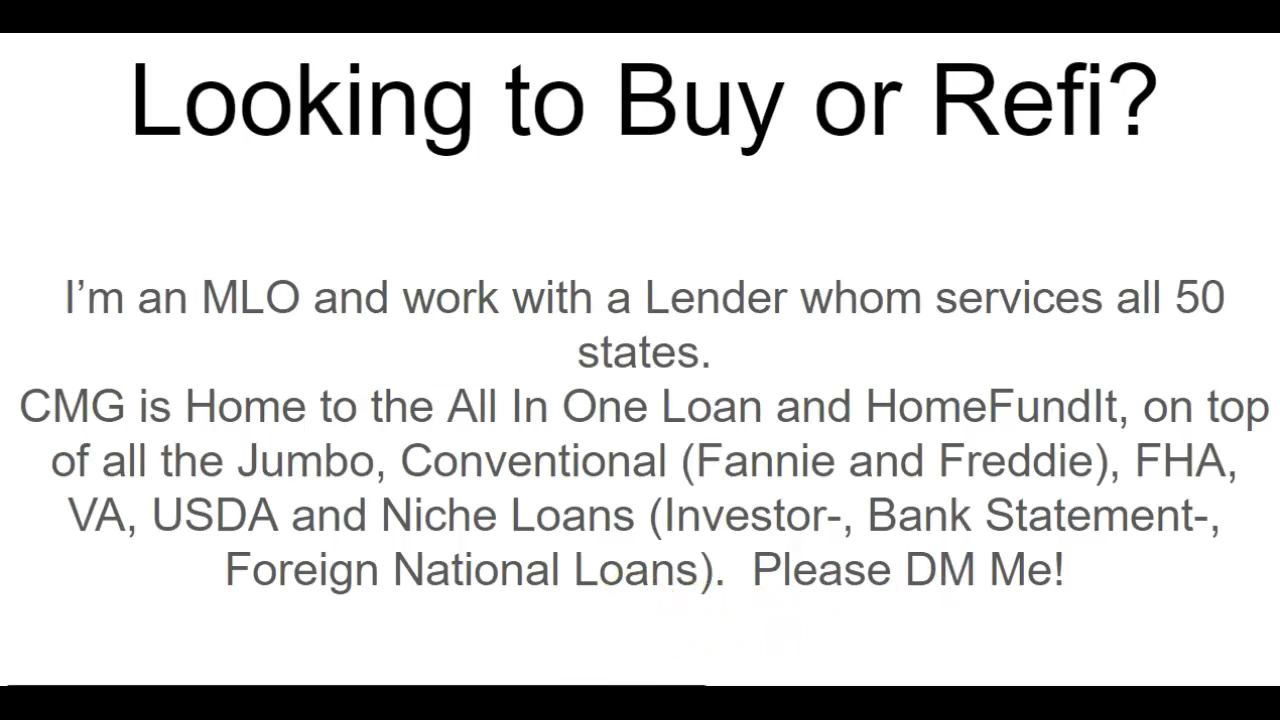 Looking to Buy or Refi?
I’m an MLO and work with a Lender whom services all 50
states.
CMG is Home to the All In One Loan and HomeFundIt, on top
of all the Jumbo, Conventional (Fannie and Freddie), FHA,
VA, USDA and Niche Loans (Investor-, Bank Statement-,
Foreign National Loans).  Please DM Me!